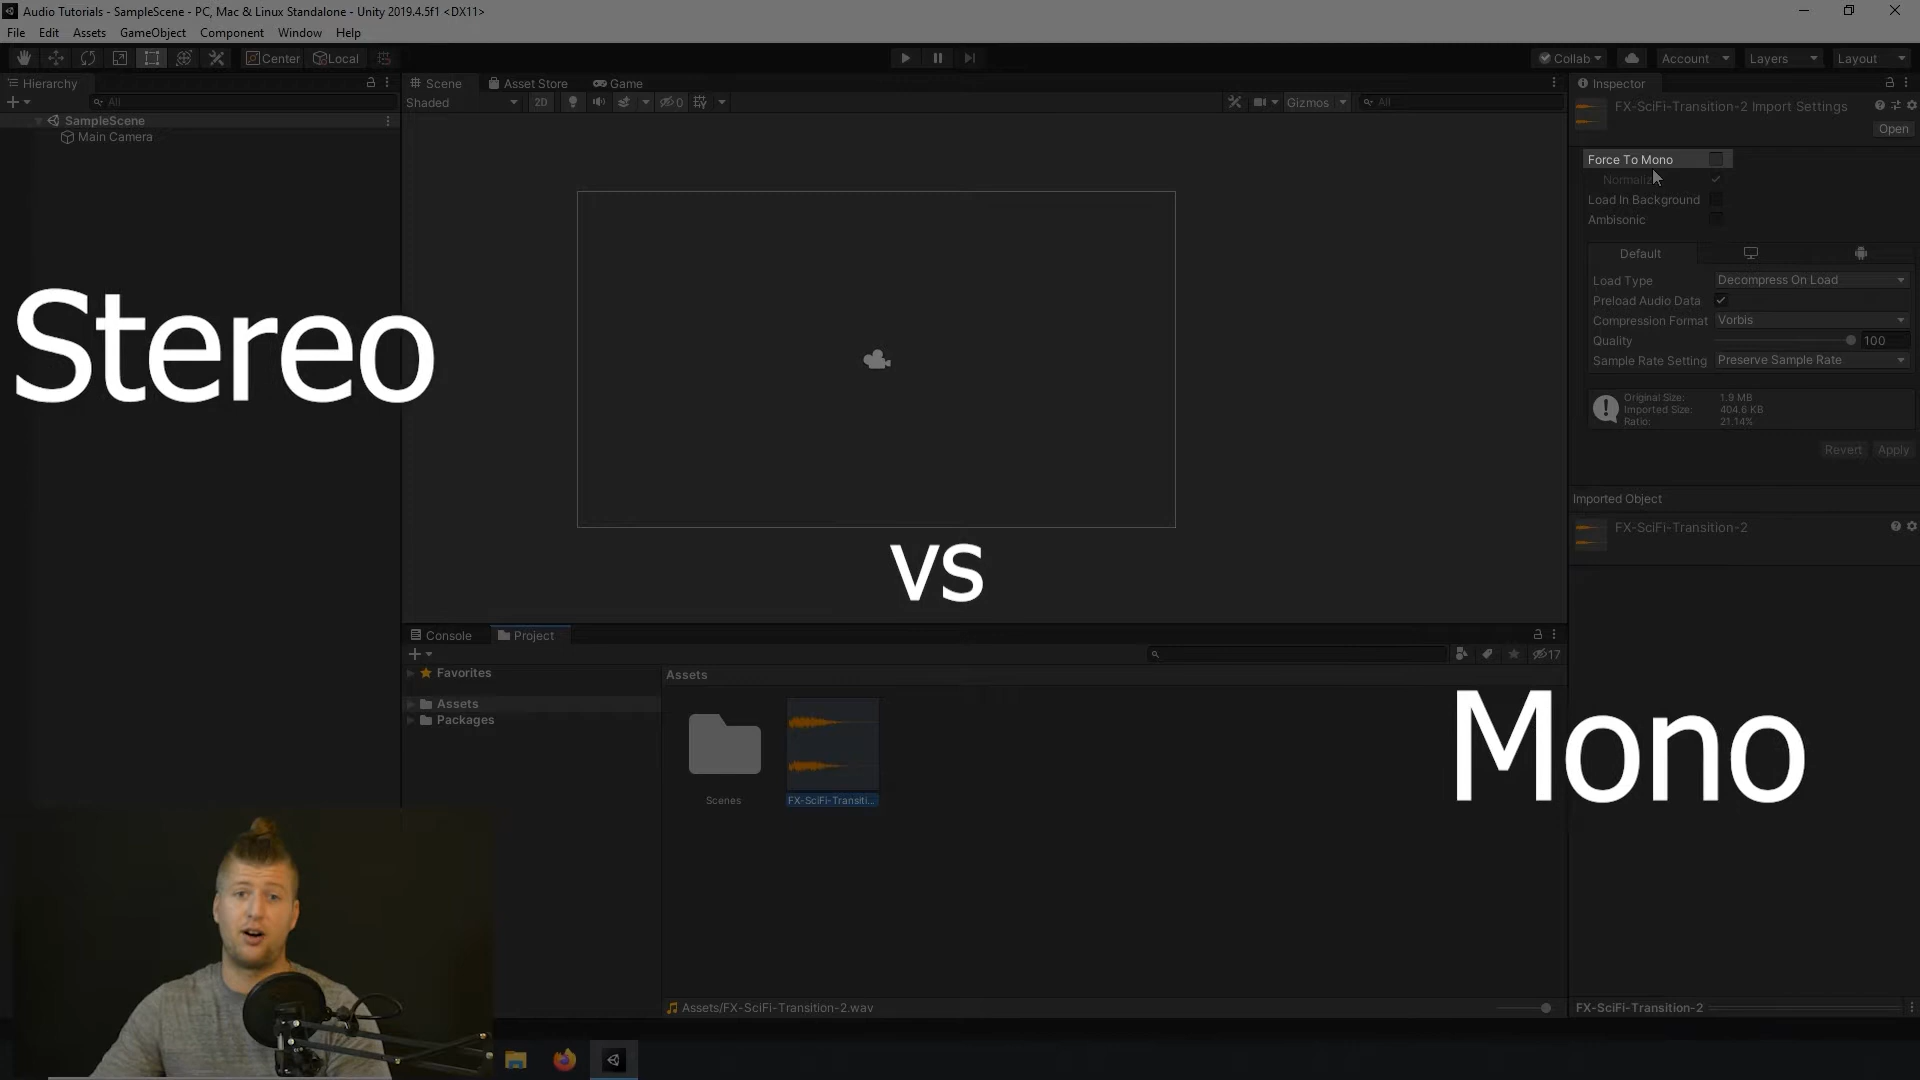 Audio Tutorials - SampleScene - PC, Mac & Linux Standalone - Unity 2019.4.5f1 <DX11>
File Edit Assets GameObject Component Window Help
Center Local Collab Account Layers Layout
Hierarchy
All
SampleScene
Main Camera
Scene Asset Store Game
Shaded 2D 0 Gizmos All
Inspector
FX-SciFi-Transition-2 Import Settings
Open
Force To Mono
Normalize
Load In Background
Ambisonic
Default
Load Type Decompress On Load
Preload Audio Data
Compression Format Vorbis
Quality 100
Sample Rate Setting Preserve Sample Rate
Original Size: 1.9 MB
Imported Size: 404.6 KB
Ratio: 21.14%
Revert Apply
Imported Object
FX-SciFi-Transition-2
Stereo
vs
Mono
Console Project
17
Favorites
Assets
Packages
Assets
Scenes
FX-SciFi-Transiti...
Assets/FX-SciFi-Transition-2.wav
FX-SciFi-Transition-2